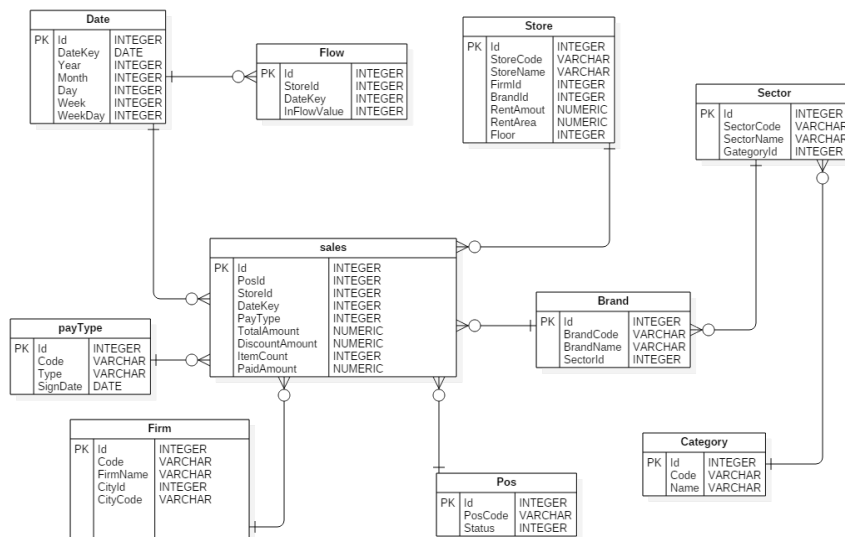 Date
PK Id INTEGER
DateKey DATE
Year INTEGER
Month INTEGER
Day INTEGER
Week INTEGER
WeekDay INTEGER
Flow
PK Id INTEGER
StoreId INTEGER
DateKey INTEGER
InFlowValue INTEGER
Store
PK Id INTEGER
StoreCode VARCHAR
StoreName VARCHAR
FirmId INTEGER
BrandId INTEGER
RentAmout NUMERIC
RentArea NUMERIC
Floor INTEGER
Sector
PK Id INTEGER
SectorCode VARCHAR
SectorName VARCHAR
GategoryId INTEGER
sales
PK Id INTEGER
PosId INTEGER
StoreId INTEGER
DateKey INTEGER
PayType INTEGER
TotalAmount NUMERIC
DiscountAmount NUMERIC
ItemCount INTEGER
PaidAmount NUMERIC
Brand
PK Id INTEGER
BrandCode VARCHAR
BrandName VARCHAR
SectorId INTEGER
payType
PK Id INTEGER
Code VARCHAR
Type VARCHAR
SignDate DATE
Firm
PK Id INTEGER
Code VARCHAR
FirmName VARCHAR
CityId INTEGER
CityCode VARCHAR
Pos
PK Id INTEGER
PosCode VARCHAR
Status INTEGER
Category
PK Id INTEGER
Code VARCHAR
Name VARCHAR